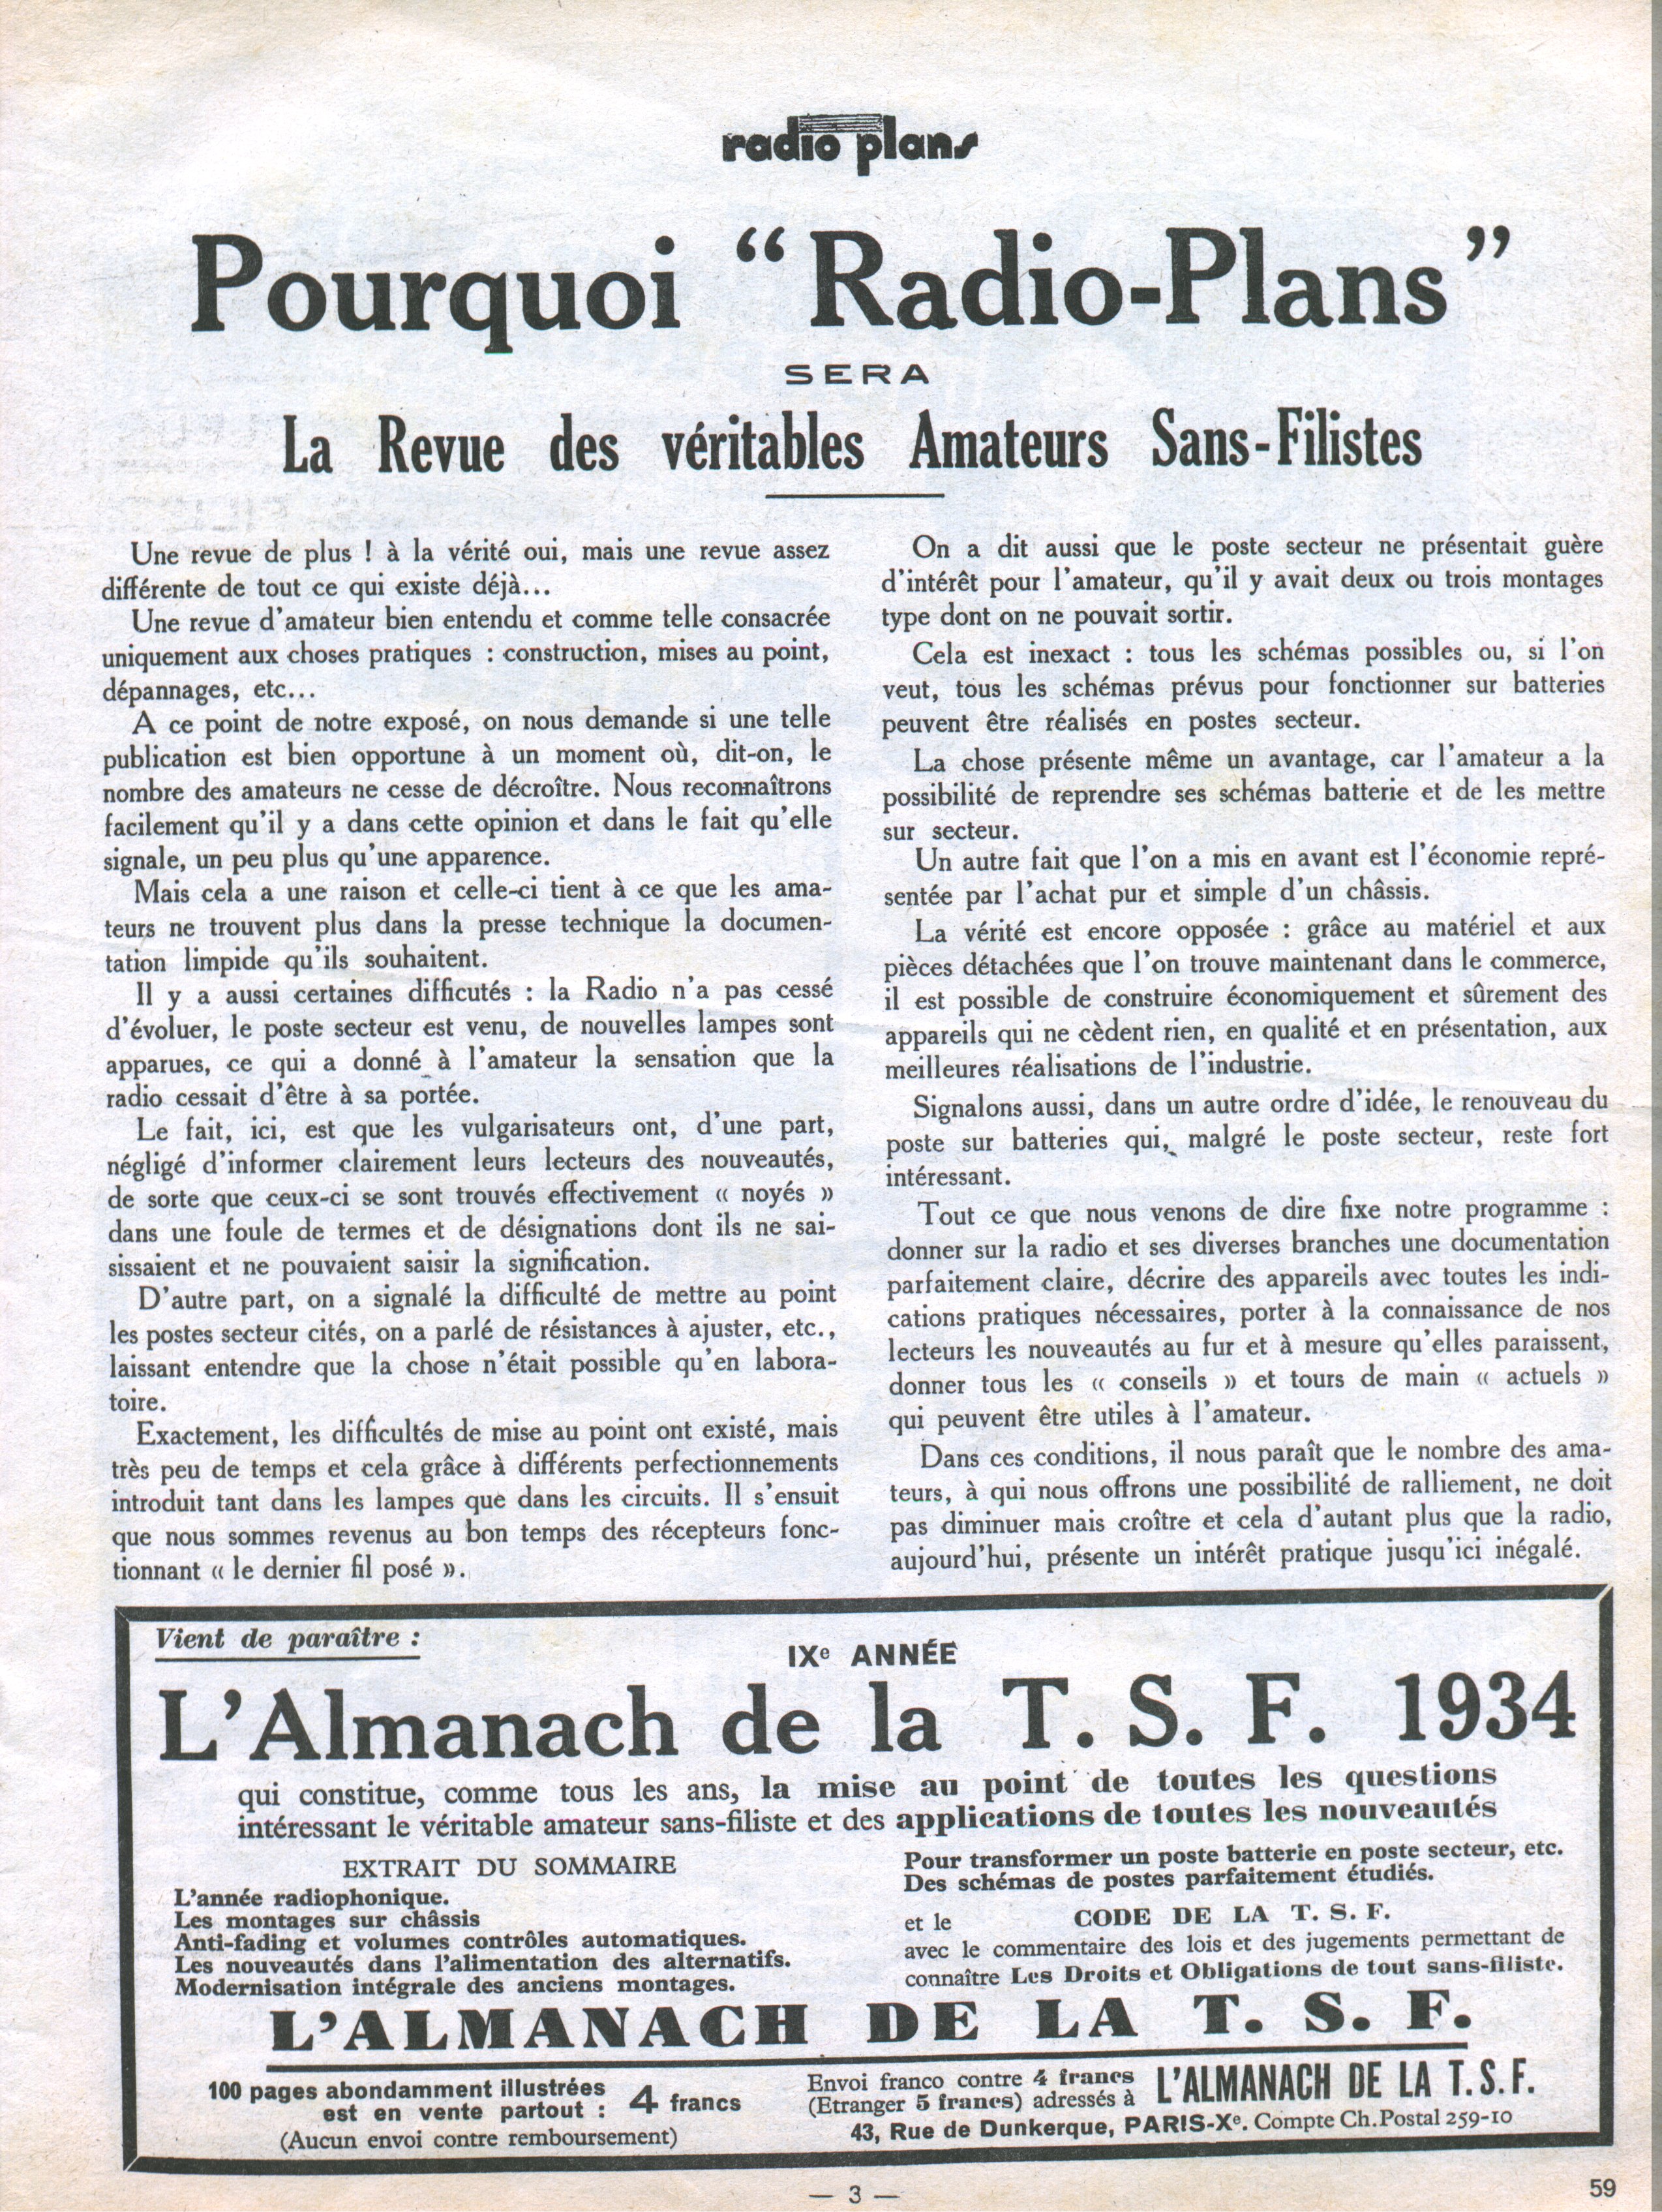 radio plans
Pourquoi “Radio-Plans”
SERA
La Revue des véritables Amateurs Sans-Filistes
Une revue de plus ! à la vérité oui, mais une revue assez
différente de tout ce qui existe déjà...
Une revue d'amateur bien entendu et comme telle consacrée
uniquement aux choses pratiques : construction, mises au point,
dépannages, etc...
A ce point de notre exposé, on nous demande si une telle
publication est bien opportune à un moment où, dit-on, le
nombre des amateurs ne cesse de décroître. Nous reconnaîtrons
facilement qu'il y a dans cette opinion et dans le fait qu'elle
signale, un peu plus qu'une apparence.
Mais cela a une raison et celle-ci tient à ce que les ama-
teurs ne trouvent plus dans la presse technique la documen-
tation limpide qu'ils souhaitent.
Il y a aussi certaines difficutés : la Radio n'a pas cessé
d'évoluer, le poste secteur est venu, de nouvelles lampes sont
apparues, ce qui a donné à l'amateur la sensation que la
radio cessait d'être à sa portée.
Le fait, ici, est que les vulgarisateurs ont, d'une part,
négligé d'informer clairement leurs lecteurs des nouveautés,
de sorte que ceux-ci se sont trouvés effectivement « noyés »
dans une foule de termes et de désignations dont ils ne sai-
sissaient et ne pouvaient saisir la signification.
D'autre part, on a signalé la difficulté de mettre au point
les postes secteur cités, on a parlé de résistances à ajuster, etc.,
laissant entendre que la chose n'était possible qu'en labora-
toire.
Exactement, les difficultés de mise au point ont existé, mais
très peu de temps et cela grâce à différents perfectionnements
introduit tant dans les lampes que dans les circuits. Il s'ensuit
que nous sommes revenus au bon temps des récepteurs fonc-
tionnant « le dernier fil posé ».
On a dit aussi que le poste secteur ne présentait guère
d'intérêt pour l'amateur, qu'il y avait deux ou trois montages
type dont on ne pouvait sortir.
Cela est inexact : tous les schémas possibles ou, si l'on
veut, tous les schémas prévus pour fonctionner sur batteries
peuvent être réalisés en postes secteur.
La chose présente même un avantage, car l'amateur a la
possibilité de reprendre ses schémas batterie et de les mettre
sur secteur.
Un autre fait que l'on a mis en avant est l'économie repré-
sentée par l'achat pur et simple d'un châssis.
La vérité est encore opposée : grâce au matériel et aux
pièces détachées que l'on trouve maintenant dans le commerce,
il est possible de construire économiquement et sûrement des
appareils qui ne cèdent rien, en qualité et en présentation, aux
meilleures réalisations de l'industrie.
Signalons aussi, dans un autre ordre d'idée, le renouveau du
poste sur batteries qui, malgré le poste secteur, reste fort
intéressant.
Tout ce que nous venons de dire fixe notre programme :
donner sur la radio et ses diverses branches une documentation
parfaitement claire, décrire des appareils avec toutes les indi-
cations pratiques nécessaires, porter à la connaissance de nos
lecteurs les nouveautés au fur et à mesure qu'elles paraissent,
donner tous les « conseils » et tours de main « actuels »
qui peuvent être utiles à l'amateur.
Dans ces conditions, il nous paraît que le nombre des ama-
teurs, à qui nous offrons une possibilité de ralliement, ne doit
pas diminuer mais croître et cela d'autant plus que la radio,
aujourd'hui, présente un intérêt pratique jusqu'ici inégalé.
Vient de paraître :
IXe ANNÉE
L'Almanach de la T. S. F. 1934
qui constitue, comme tous les ans, la mise au point de toutes les questions
intéressant le véritable amateur sans-filiste et des applications de toutes les nouveautés
EXTRAIT DU SOMMAIRE
L'année radiophonique.
Les montages sur châssis
Anti-fading et volumes contrôles automatiques.
Les nouveautés dans l'alimentation des alternatifs.
Modernisation intégrale des anciens montages.
Pour transformer un poste batterie en poste secteur, etc.
Des schémas de postes parfaitement étudiés.
et le CODE DE LA T. S. F.
avec le commentaire des lois et des jugements permettant de
connaître Les Droits et Obligations de tout sans-filiste.
L'ALMANACH DE LA T. S. F.
100 pages abondamment illustrées
est en vente partout : 4 francs
(Aucun envoi contre remboursement)
Envoi franco contre 4 francs
(Etranger 5 francs) adressés à L'ALMANACH DE LA T.S.F.
43, Rue de Dunkerque, PARIS-Xe. Compte Ch. Postal 259-10
— 3 —
59